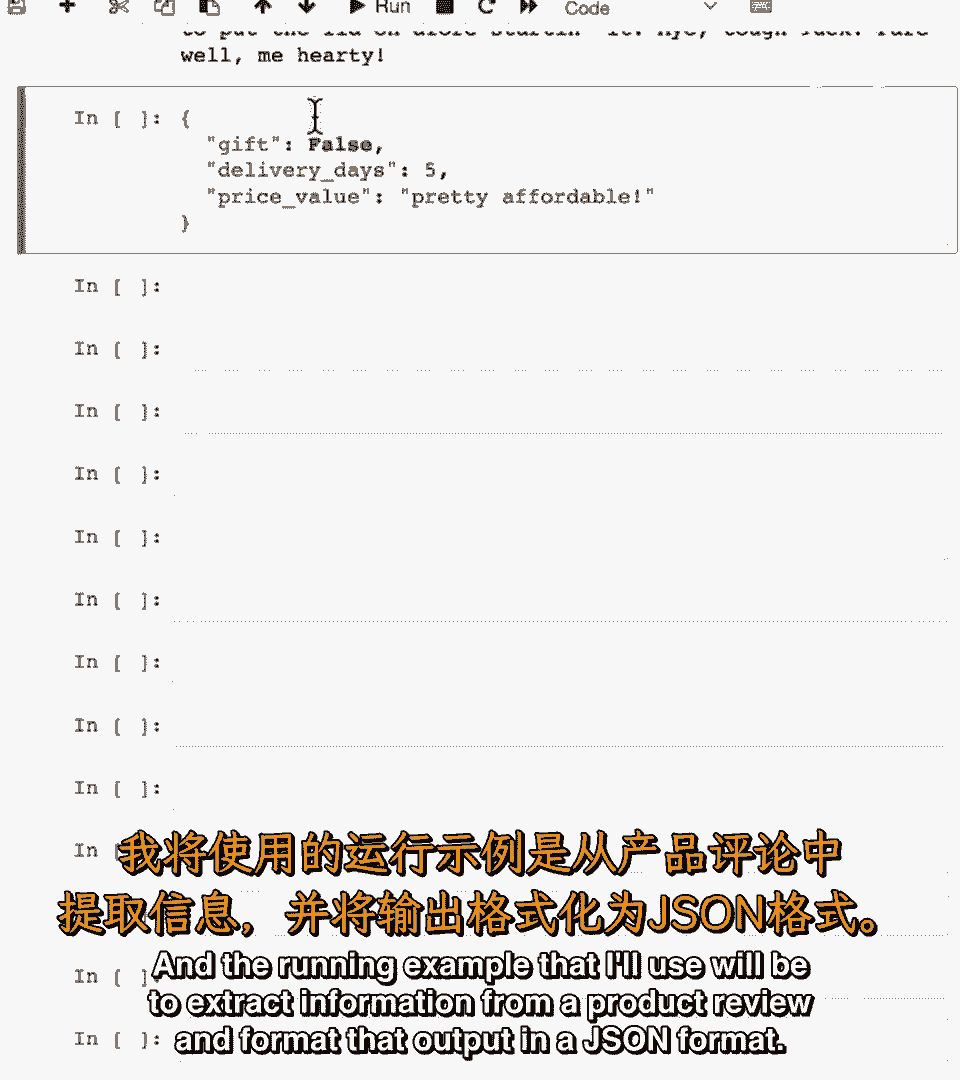 Run
Code
well, me hearty!
In [ ]: {
"gift": False,
"delivery_days": 5,
"price_value": "pretty affordable!"
}
In [ ]:
In [ ]:
In [ ]:
In [ ]:
In [ ]:
In [ ]:
In [ ]:
In [ ]:
In [ ]:
In [
我将使用的运行示例是从产品评论中
提取信息，并将输出格式化为JSON格式。
In [ ]:
And the running example that I'll use will be
to extract information from a product review
In [ ]:
and format that output in a JSON format.